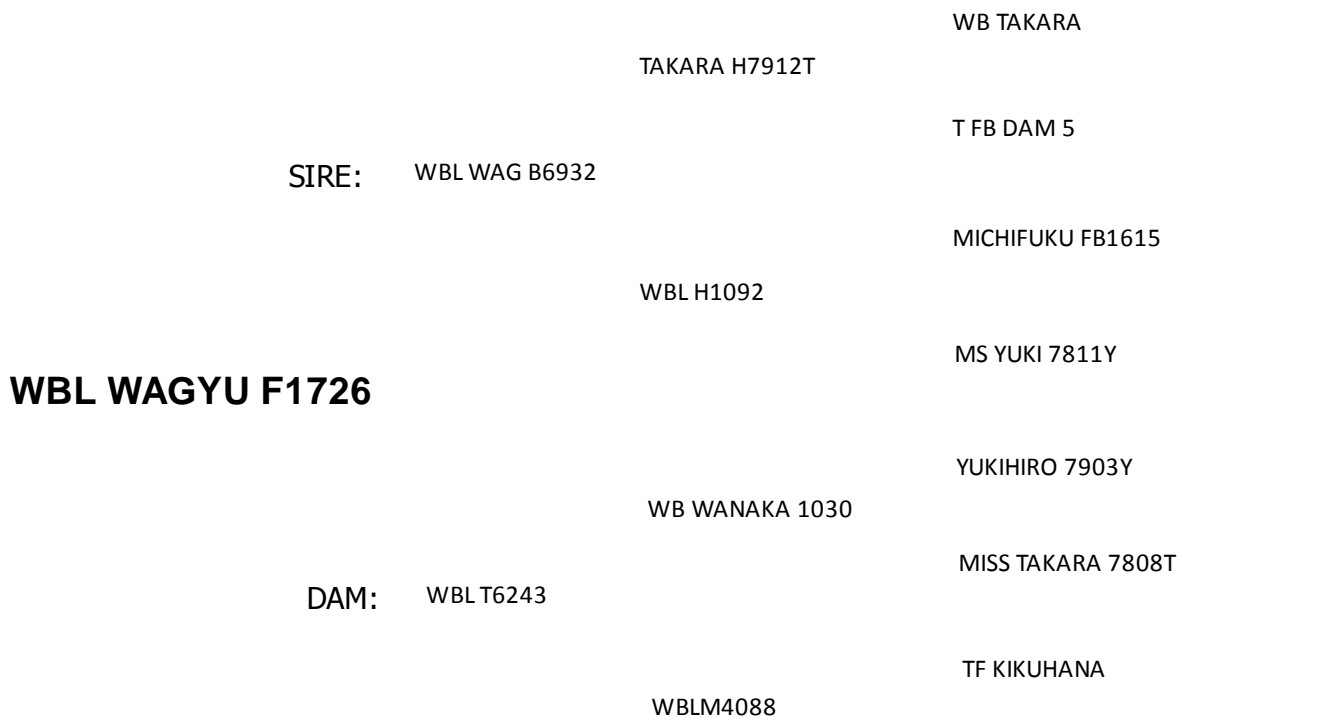 WB TAKARA
TAKARA H7912T
T FB DAM 5
SIRE: WBL WAG B6932
MICHIFUKU FB1615
WBL H1092
MS YUKI 7811Y
WBL WAGYU F1726
YUKIHIRO 7903Y
WB WANAKA 1030
MISS TAKARA 7808T
DAM: WBL T6243
TF KIKUHANA
WBLM4088